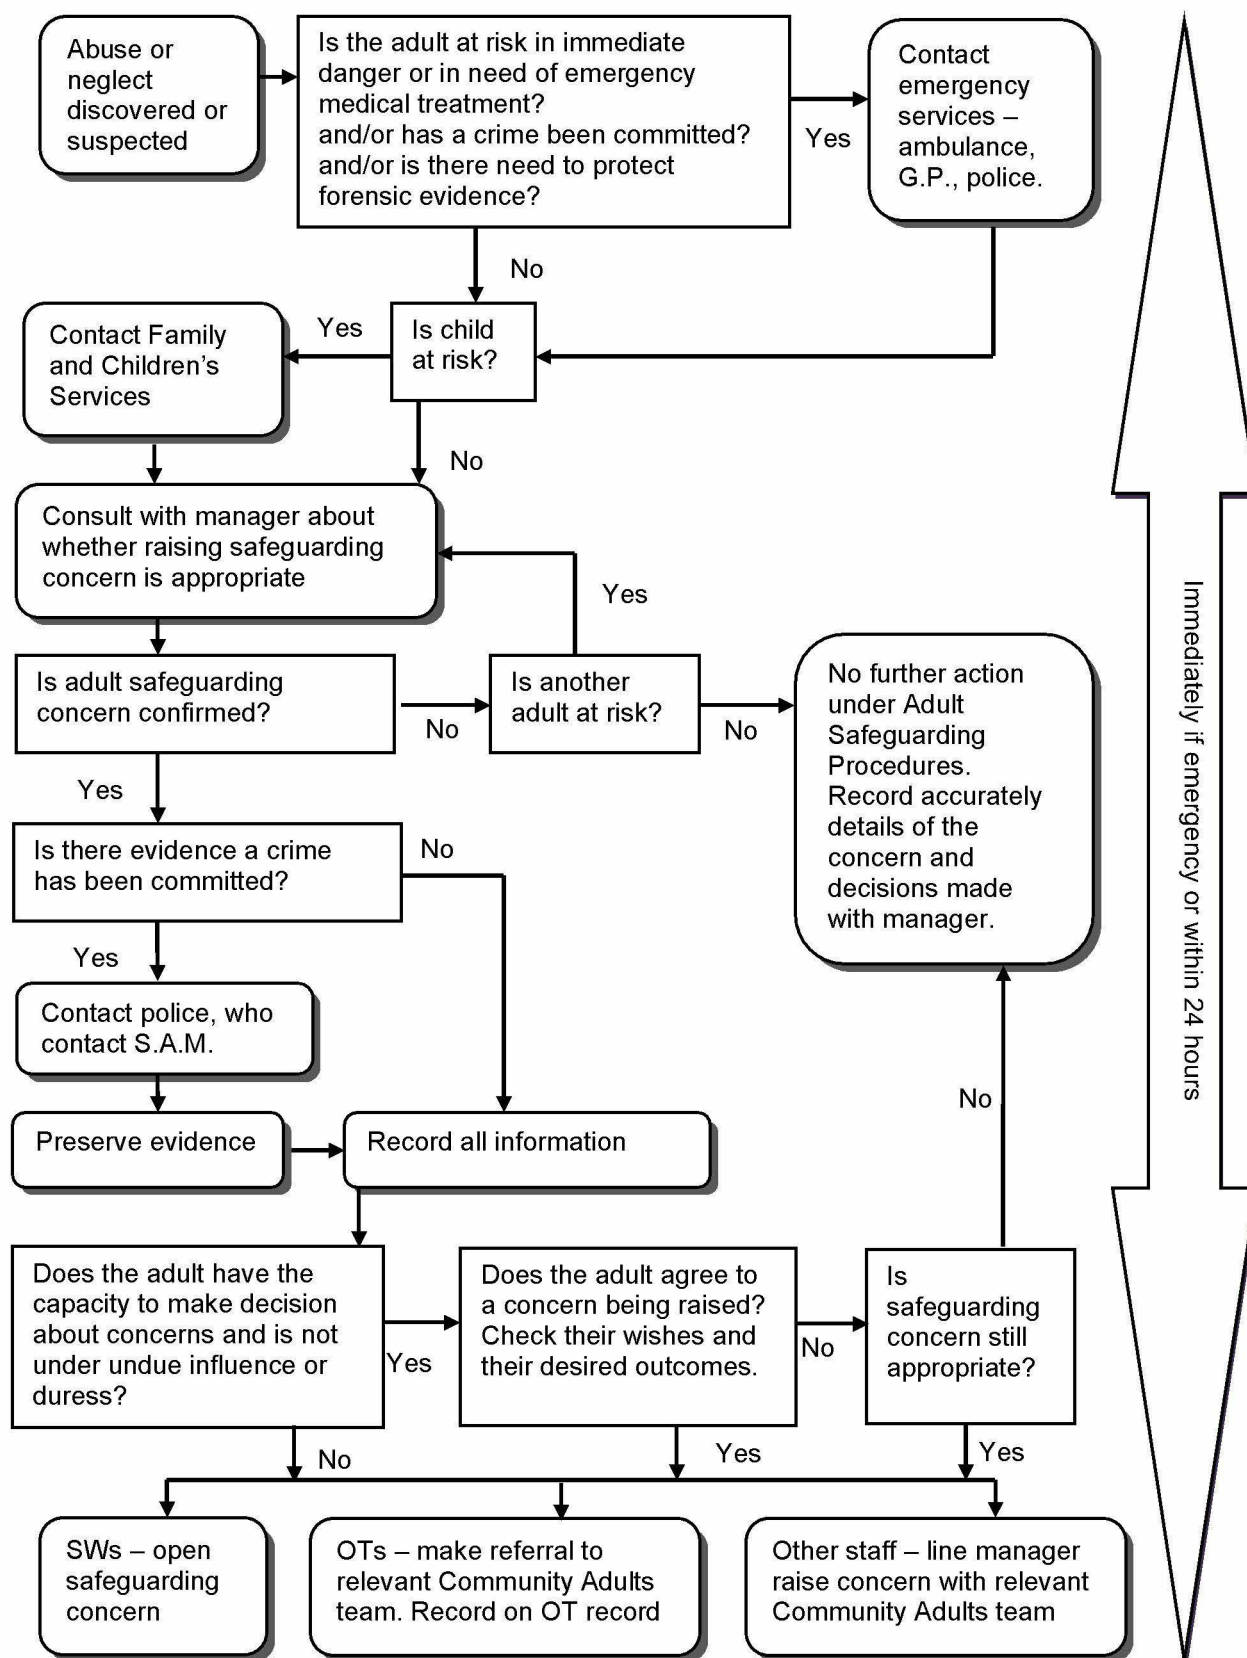 Abuse or
neglect
discovered or
suspected
Is the adult at risk in immediate
danger or in need of emergency
medical treatment?
and/or has a crime been committed?
and/or is there need to protect
forensic evidence?
Yes
Contact
emergency
services –
ambulance,
G.P., police.
No
Contact Family
and Children’s
Services
Yes
Is child
at risk?
No
Consult with manager about
whether raising safeguarding
concern is appropriate
Yes
Is adult safeguarding
concern confirmed?
No
Is another
adult at risk?
No
No further action
under Adult
Safeguarding
Procedures.
Record accurately
details of the
concern and
decisions made
with manager.
Immediately if emergency or within 24 hours
Yes
Is there evidence a crime
has been committed?
No
Yes
Contact police, who
contact S.A.M.
Preserve evidence
Record all information
No
Does the adult have the
capacity to make decision
about concerns and is not
under undue influence or
duress?
Yes
Does the adult agree to
a concern being raised?
Check their wishes and
their desired outcomes.
No
Is
safeguarding
concern still
appropriate?
No
Yes
Yes
SWs – open
safeguarding
concern
OTs – make referral to
relevant Community Adults
team. Record on OT record
Other staff – line manager
raise concern with relevant
Community Adults team